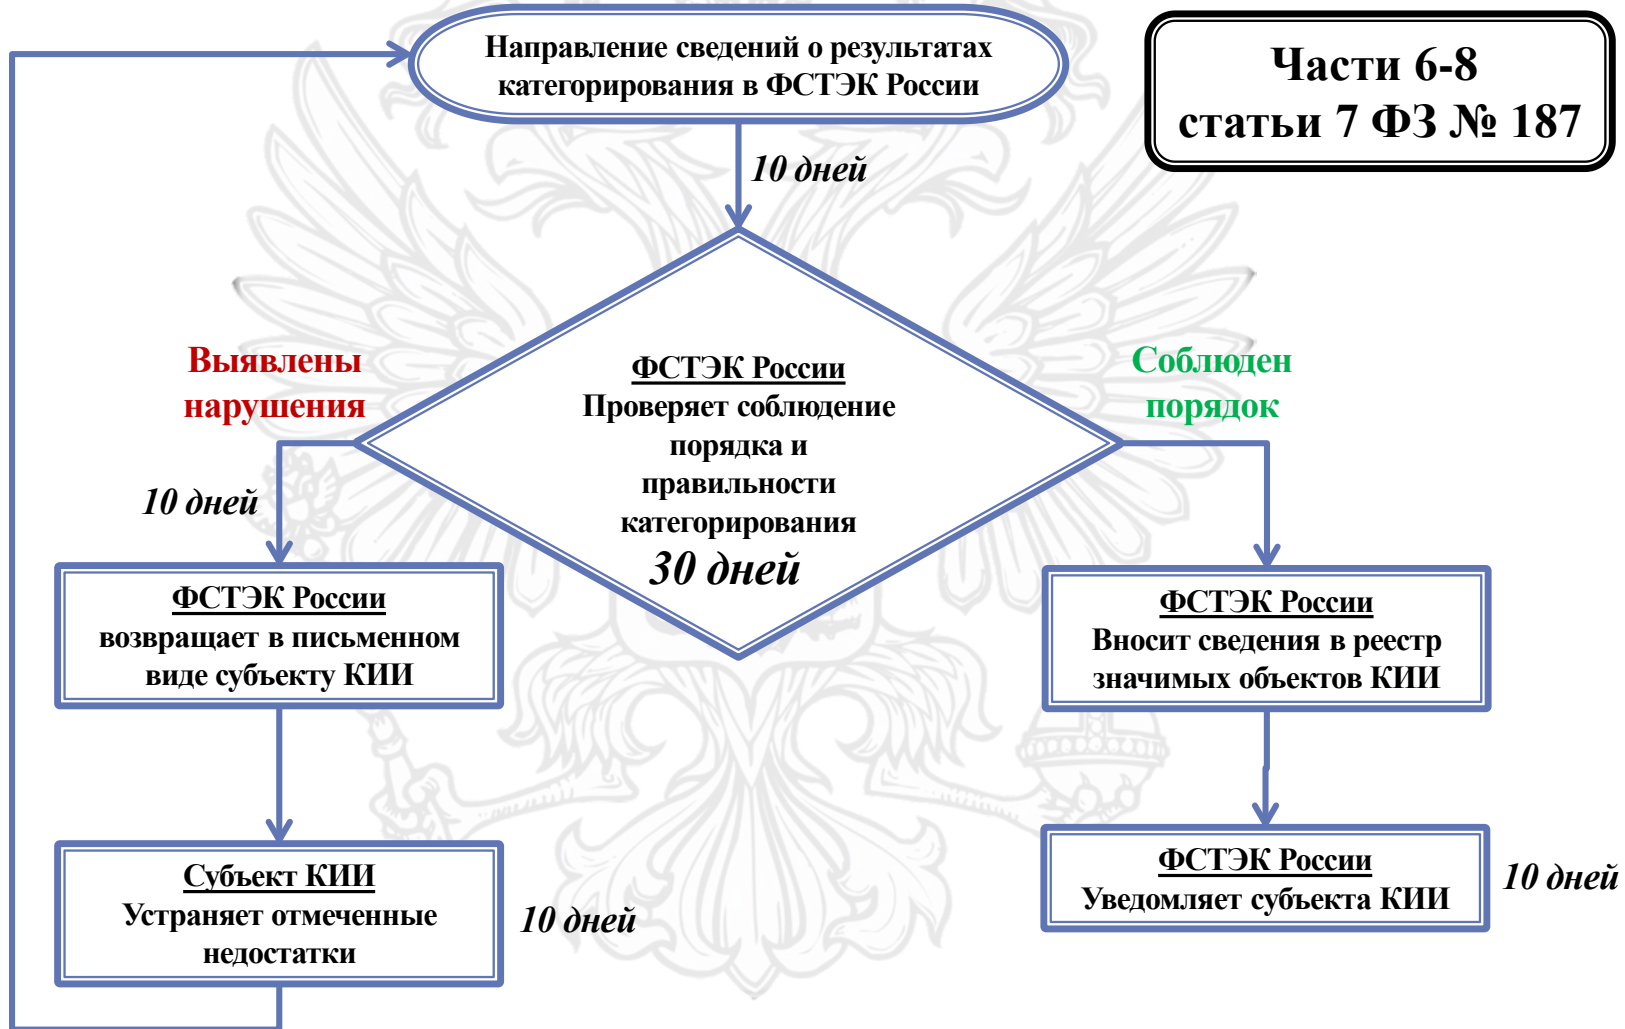 Направление сведений о результатах
категорирования в ФСТЭК России
Части 6-8
статьи 7 ФЗ № 187
10 дней
Выявлены
нарушения
ФСТЭК России
Проверяет соблюдение
порядка и
правильности
категорирования
30 дней
Соблюден
порядок
10 дней
ФСТЭК России
возвращает в письменном
виде субъекту КИИ
ФСТЭК России
Вносит сведения в реестр
значимых объектов КИИ
Субъект КИИ
Устраняет отмеченные
недостатки
10 дней
ФСТЭК России
Уведомляет субъекта КИИ
10 дней